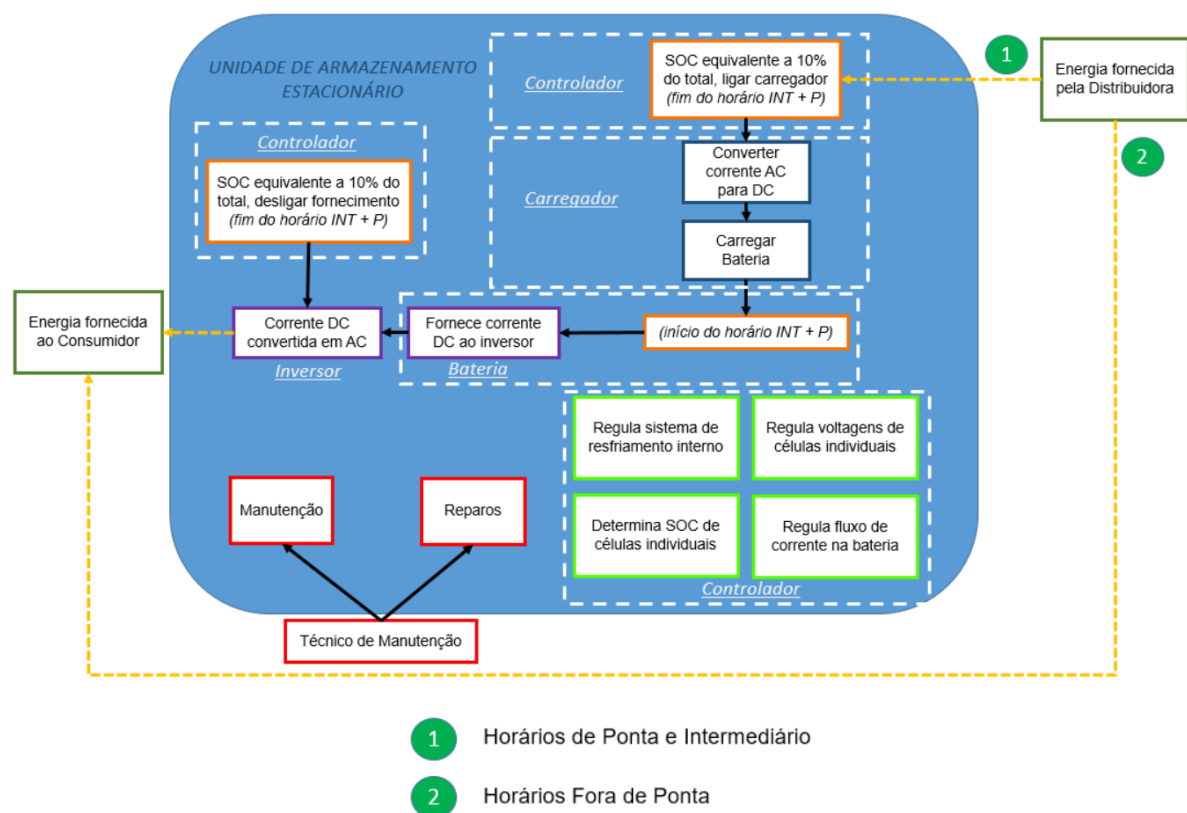 UNIDADE DE ARMAZENAMENTO
ESTACIONÁRIO
Controlador
SOC equivalente a 10%
do total, ligar carregador
(fim do horário INT + P)
1
Energia fornecida
pela Distribuidora
2
Controlador
SOC equivalente a 10% do
total, desligar fornecimento
(fim do horário INT + P)
Carregador
Converter
corrente AC
para DC
Carregar
Bateria
Energia fornecida
ao Consumidor
Corrente DC
convertida em AC
Inversor
Fornece corrente
DC ao inversor
Bateria
(início do horário INT + P)
Regula sistema de
resfriamento interno
Regula voltagens de
células individuais
Determina SOC de
células individuais
Regula fluxo de
corrente na bateria
Controlador
Manutenção
Reparos
Técnico de Manutenção
1 Horários de Ponta e Intermediário
2 Horários Fora de Ponta